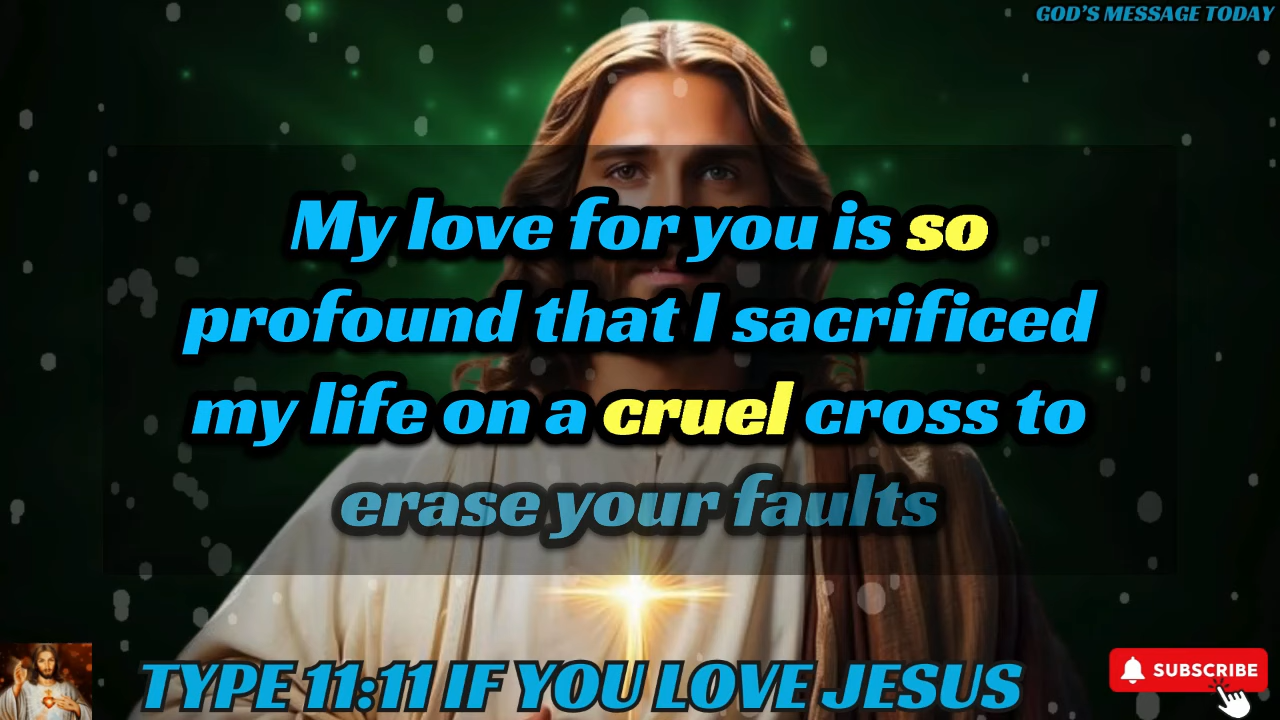 GOD'S MESSAGE TODAY
My love for you is so
profound that I sacrificed
my life on a cruel cross to
erase your faults
TYPE 11:11 IF YOU LOVE JESUS
SUBSCRIBE